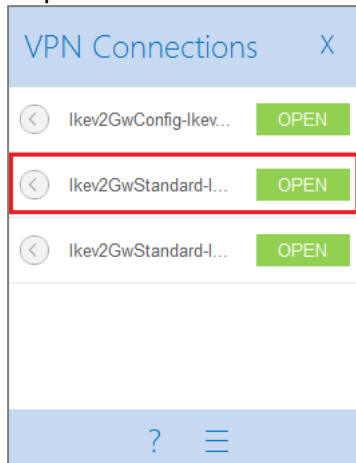 VPN Connections X
Ikev2GwConfig-Ikev... OPEN
Ikev2GwStandard-I... OPEN
Ikev2GwStandard-I... OPEN
?